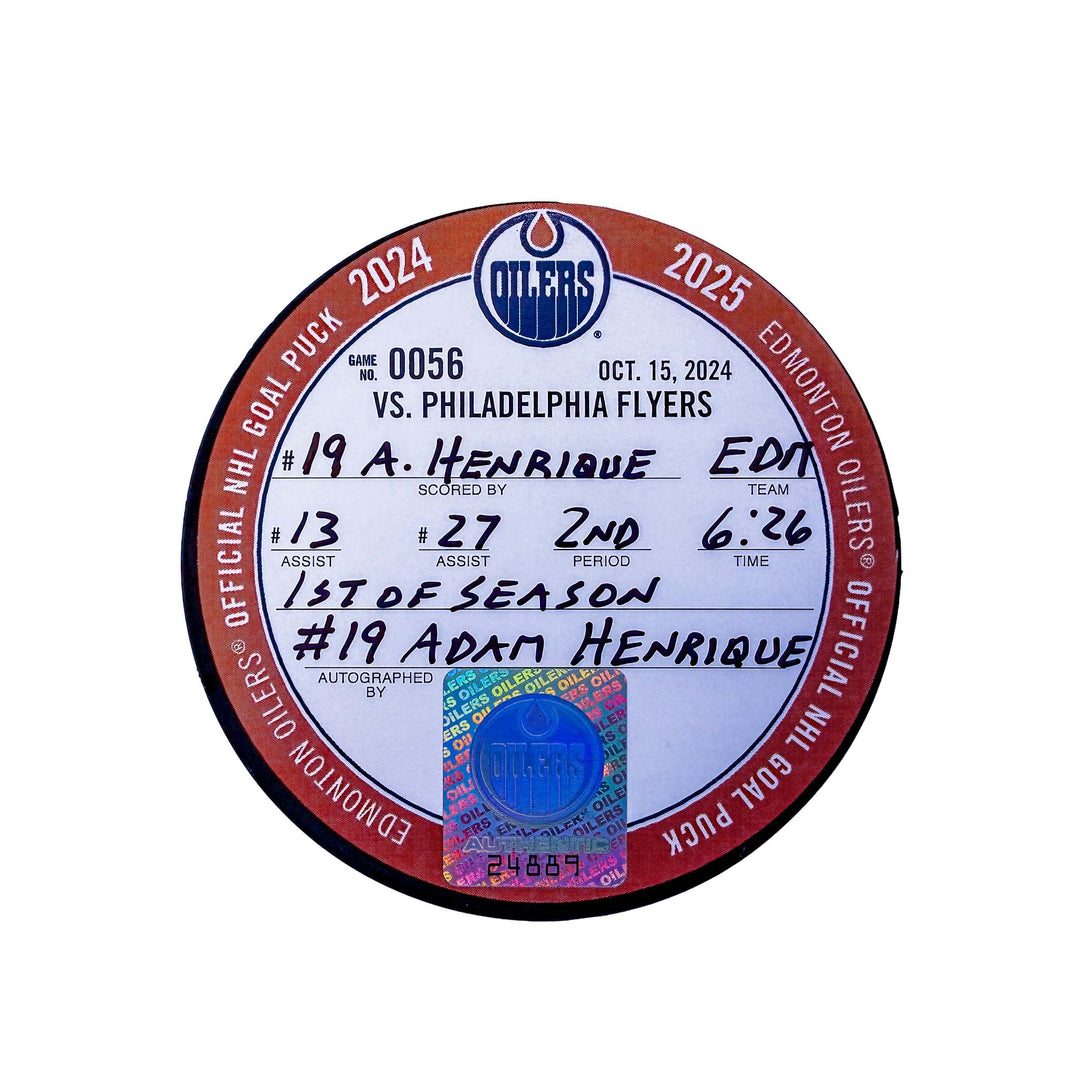 2024 2025
OILERS®
EDMONTON OILERS® OFFICIAL NHL GOAL PUCK
EDMONTON OILERS® OFFICIAL NHL GOAL PUCK
GAME NO. 0056 OCT. 15, 2024
VS. PHILADELPHIA FLYERS
#19 A. HENRIQUE EDM
SCORED BY TEAM
#13 #27 2ND 6:26
ASSIST ASSIST PERIOD TIME
1ST OF SEASON
#19 ADAM HENRIQUE
AUTOGRAPHED BY
OILERS
AUTHENTIC
24889